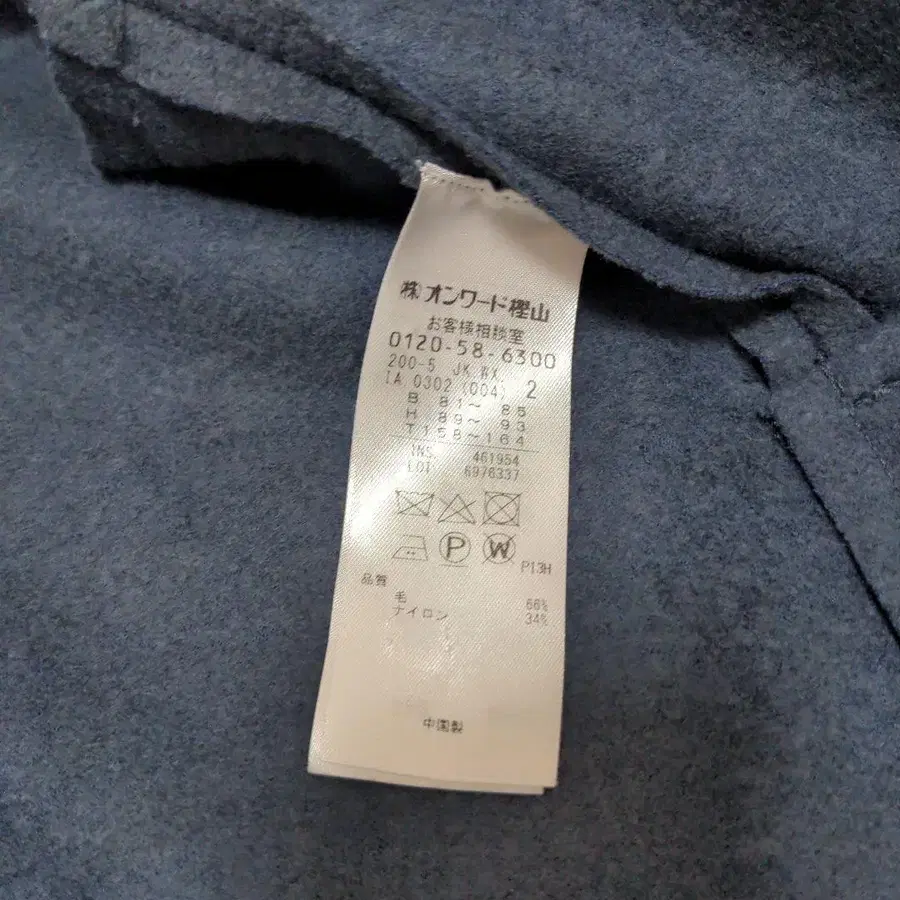 ㈱オンワード樫山
お客様相談室
0120-58-6300
200-5 JK RX
IA 0302 (004) 2
B 81～ 85
H 89～ 93
T158～164
INS. 461954
LOT. 6976337
P W P13H
品質
毛 66%
ナイロン 34%
中国製